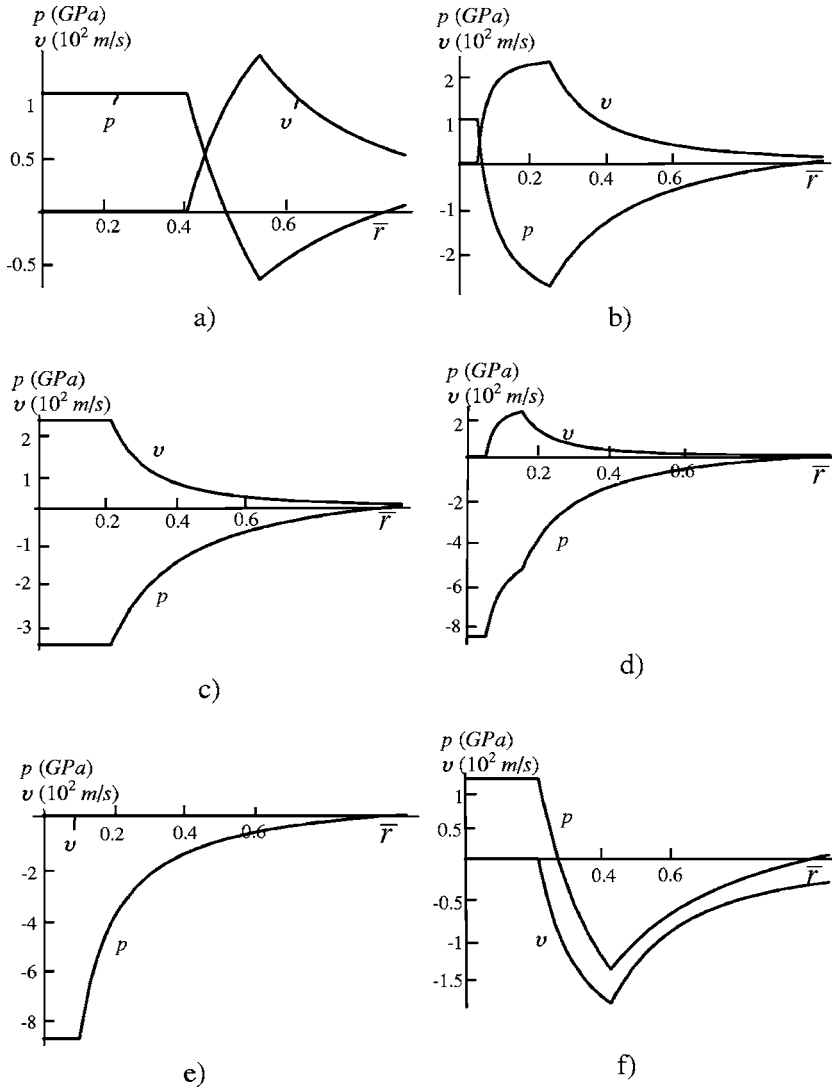 p (GPa)
v (10² m/s)
1
0.5
-0.5
p
v
0.2
0.4
0.6
r̅
a)
p (GPa)
v (10² m/s)
2
1
-1
-2
v
p
0.2
0.4
0.6
r̅
b)
p (GPa)
v (10² m/s)
2
1
-1
-2
-3
v
p
0.2
0.4
0.6
r̅
c)
p (GPa)
v (10² m/s)
2
-2
-4
-6
-8
v
p
0.2
0.4
0.6
r̅
d)
p (GPa)
v (10² m/s)
-2
-4
-6
-8
v
p
0.2
0.4
0.6
r̅
e)
p (GPa)
v (10² m/s)
1
0.5
-0.5
-1
-1.5
p
v
0.4
0.6
r̅
f)